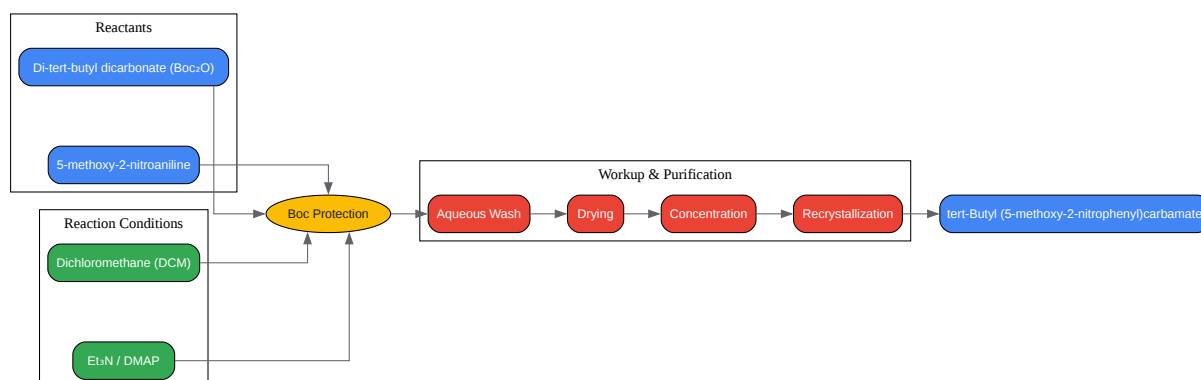 Reactants
Di-tert-butyl dicarbonate (Boc₂O)
5-methoxy-2-nitroaniline
Reaction Conditions
Dichloromethane (DCM)
Et₃N / DMAP
Boc Protection
Workup & Purification
Aqueous Wash
Drying
Concentration
Recrystallization
tert-Butyl (5-methoxy-2-nitrophenyl)carbamate